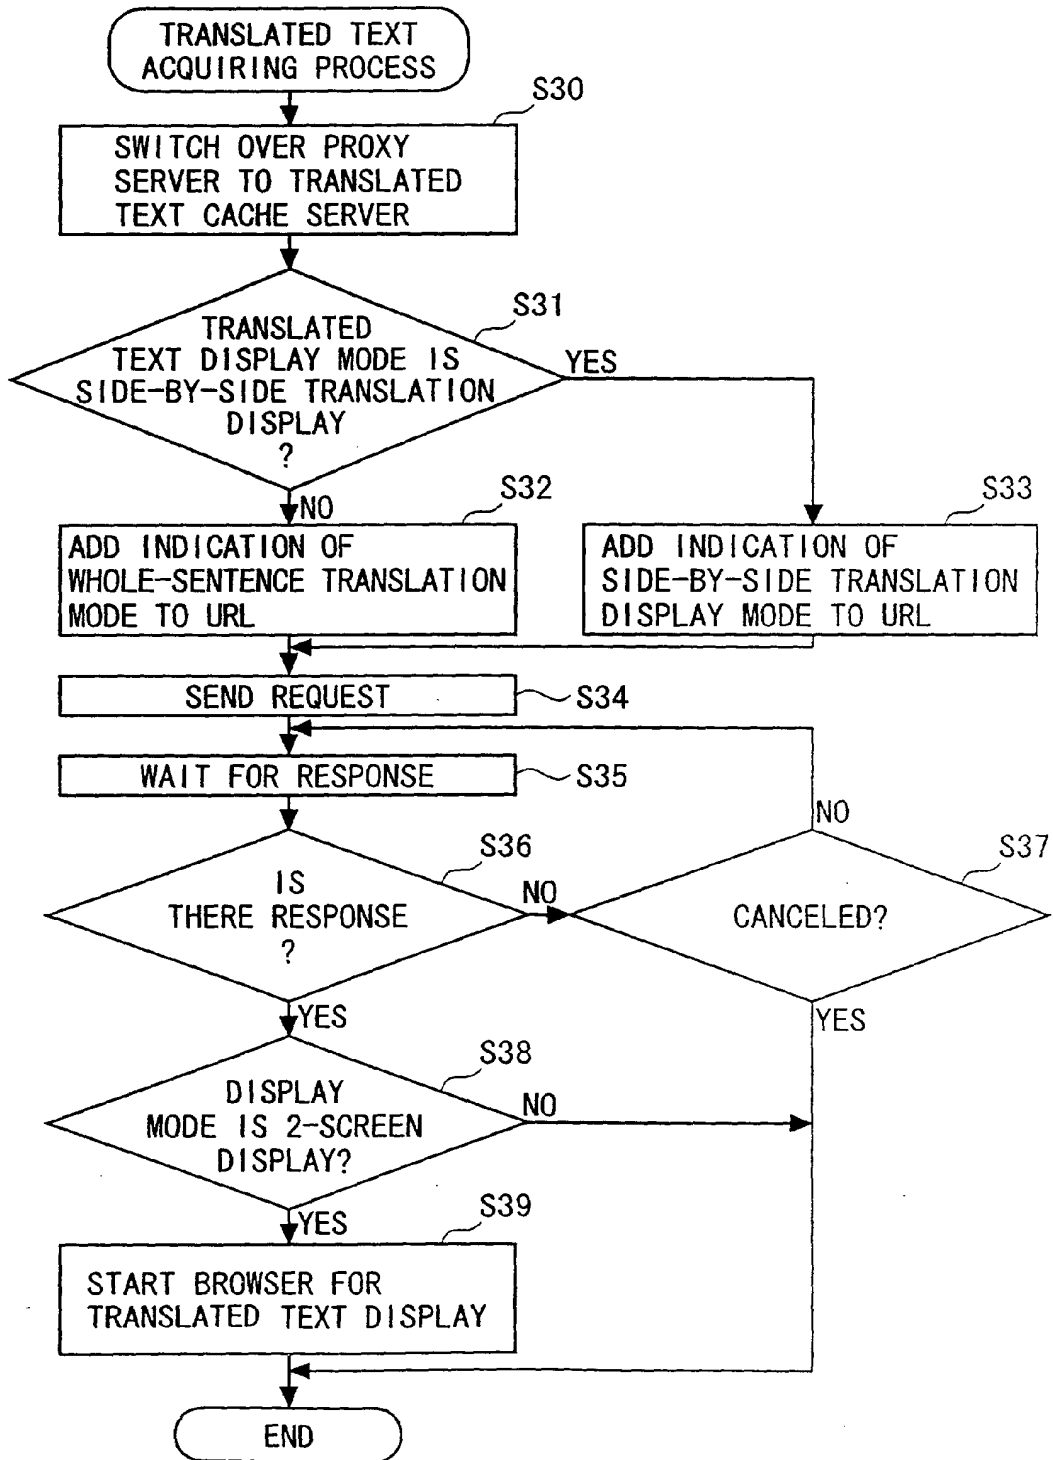 TRANSLATED TEXT
ACQUIRING PROCESS
S30
SWITCH OVER PROXY
SERVER TO TRANSLATED
TEXT CACHE SERVER
S31
TRANSLATED
TEXT DISPLAY MODE IS
SIDE-BY-SIDE TRANSLATION
DISPLAY
?
YES
NO
S32
ADD INDICATION OF
WHOLE-SENTENCE TRANSLATION
MODE TO URL
S33
ADD INDICATION OF
SIDE-BY-SIDE TRANSLATION
DISPLAY MODE TO URL
SEND REQUEST
S34
WAIT FOR RESPONSE
S35
S36
IS
THERE RESPONSE
?
NO
YES
NO
S37
CANCELED?
YES
S38
DISPLAY
MODE IS 2-SCREEN
DISPLAY?
NO
YES
S39
START BROWSER FOR
TRANSLATED TEXT DISPLAY
END